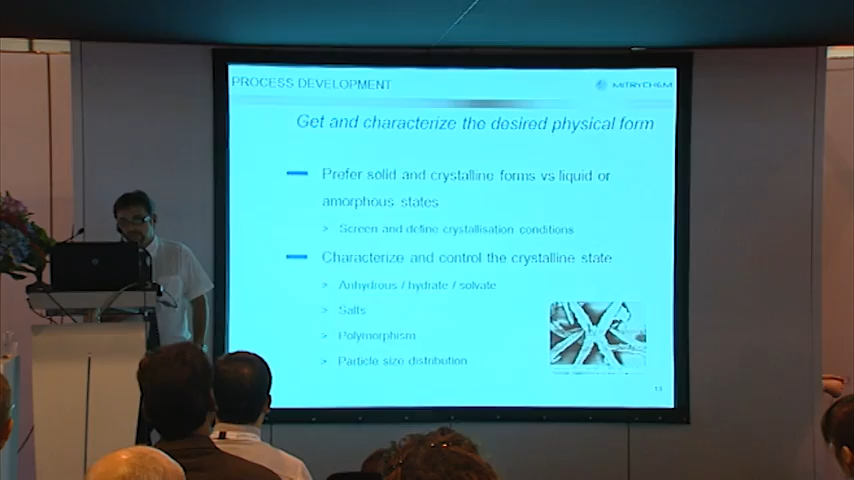 PROCESS DEVELOPMENT
MITRYCHEM
Get and characterize the desired physical form
Prefer solid and crystalline forms vs liquid or
amorphous states
> Screen and define crystallisation conditions
Characterize and control the crystalline state
> Anhydrous / hydrate / solvate
> Salts
> Polymorphism
> Particle size distribution
13